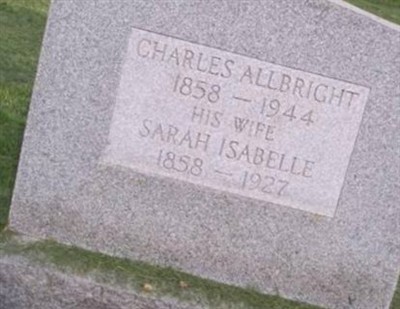 CHARLES ALLBRIGHT
1858 — 1944
HIS WIFE
SARAH ISABELLE
1858 — 1927